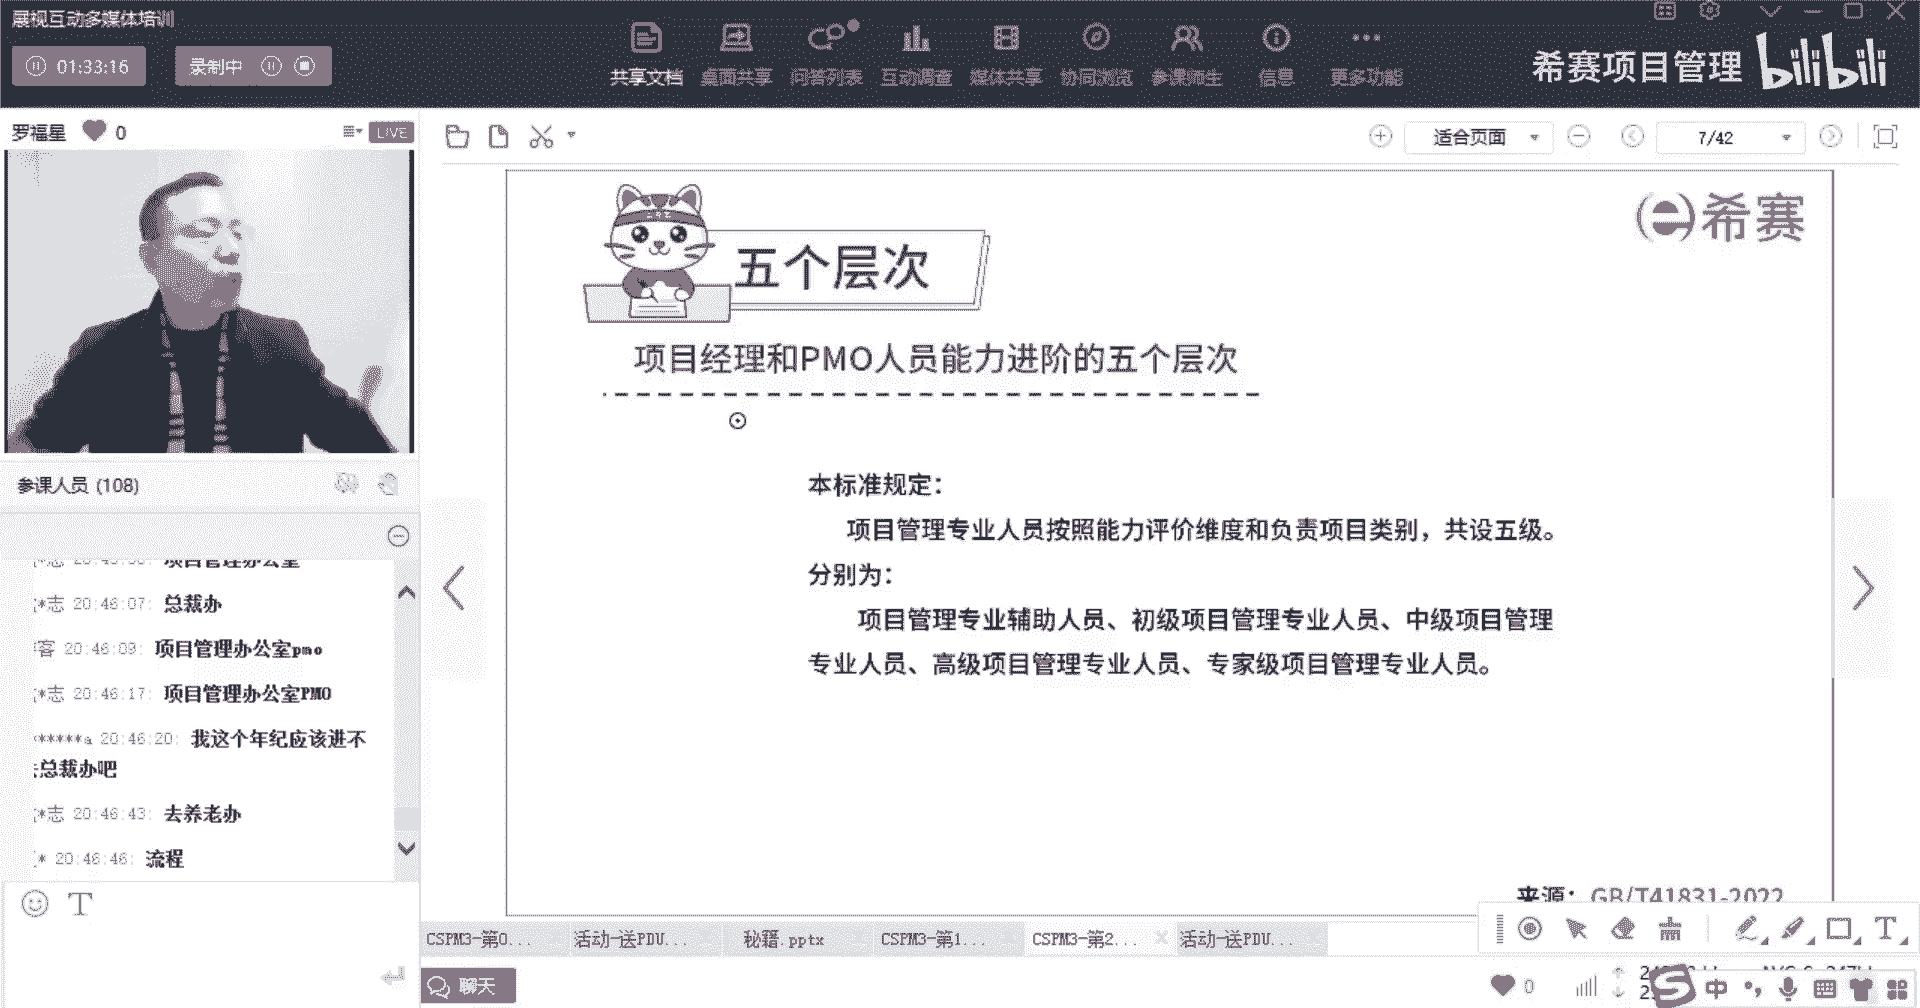 展视互动多媒体培训
01:33:16
录制中
共享文档
桌面共享
问答列表
互动调查
媒体共享
协同浏览
参课师生
信息
更多功能
希赛项目管理
bilibili
罗福星
0
LIVE
适合页面
7/42
希赛
五个层次
项目经理和PMO人员能力进阶的五个层次
本标准规定：
项目管理专业人员按照能力评价维度和负责项目类别，共设五级。
分别为：
项目管理专业辅助人员、初级项目管理专业人员、中级项目管理
专业人员、高级项目管理专业人员、专家级项目管理专业人员。
来源：GB/T41831-2022
参课人员 (108)
项目管理办公室
*志 20:46:07: 总裁办
客 20:46:09: 项目管理办公室pmo
*志 20:46:17: 项目管理办公室PMO
*****a 20:46:20: 我这个年纪应该进不
总裁办吧
*志 20:46:43: 去养老办
* 20:46:46: 流程
CSPM3-第0...
活动-送PDU...
秘籍.pptx
CSPM3-第1...
CSPM3-第2...
活动-送PDU...
聊天
0
中